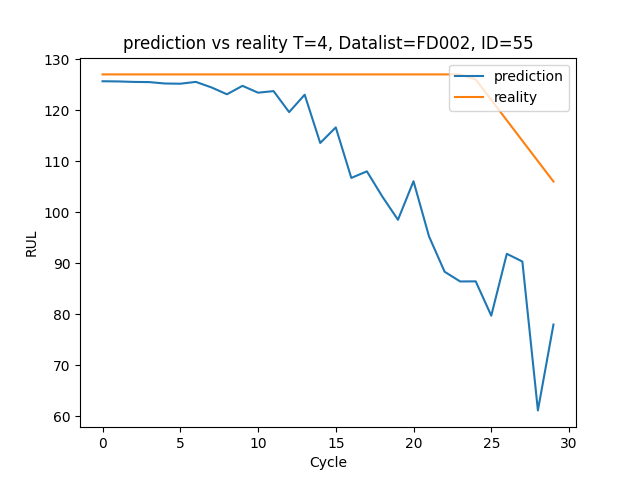 prediction vs reality T=4, Datalist=FD002, ID=55
prediction
reality
RUL
130
120
110
100
90
80
70
60
0 5 10 15 20 25 30
Cycle